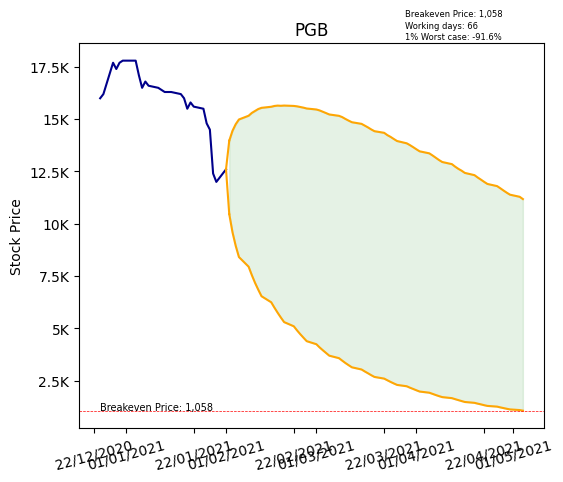 Breakeven Price: 1,058
Working days: 66
1% Worst case: -91.6%
PGB
Stock Price
17.5K
15K
12.5K
10K
7.5K
5K
2.5K
Breakeven Price: 1,058
22/12/2020
01/01/2021
22/01/2021
01/02/2021
22/02/2021
01/03/2021
22/03/2021
01/04/2021
22/04/2021
01/05/2021